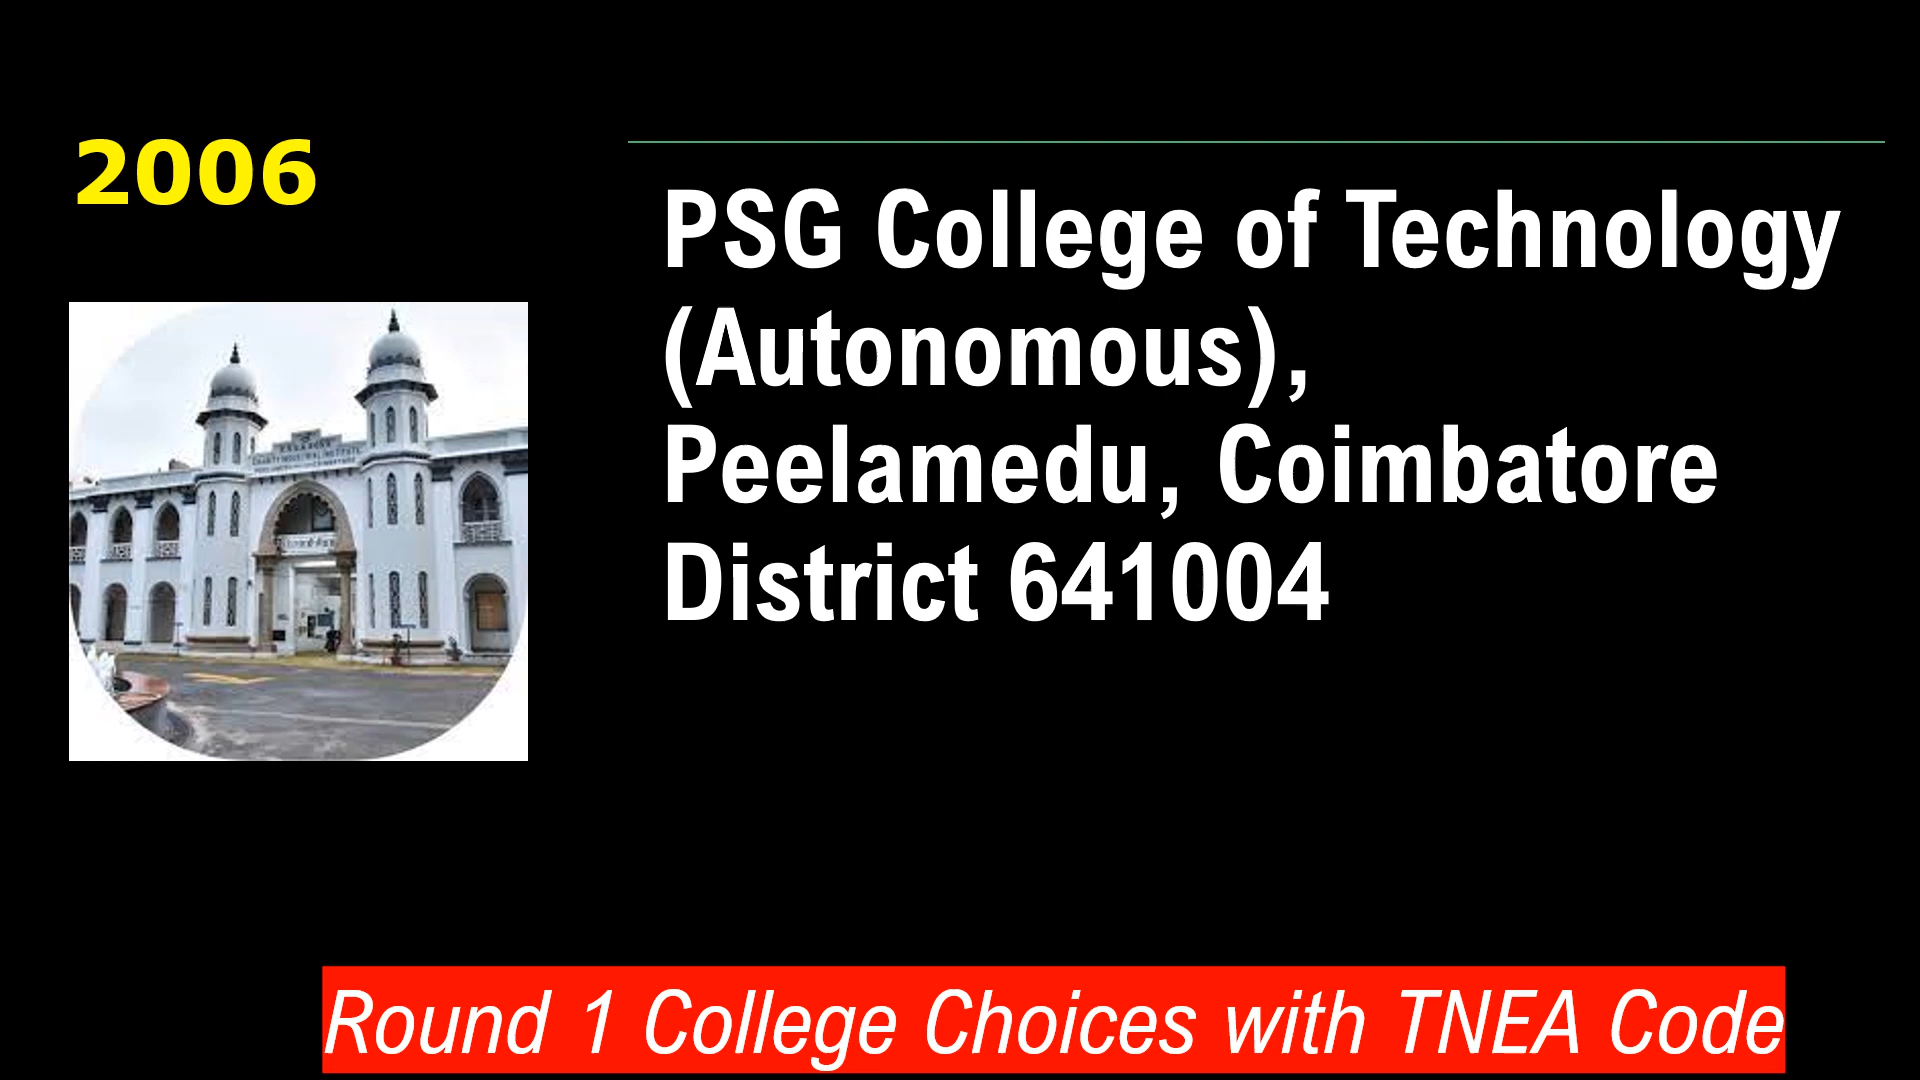 2006
PSG College of Technology
(Autonomous),
Peelamedu, Coimbatore
District 641004
Round 1 College Choices with TNEA Code